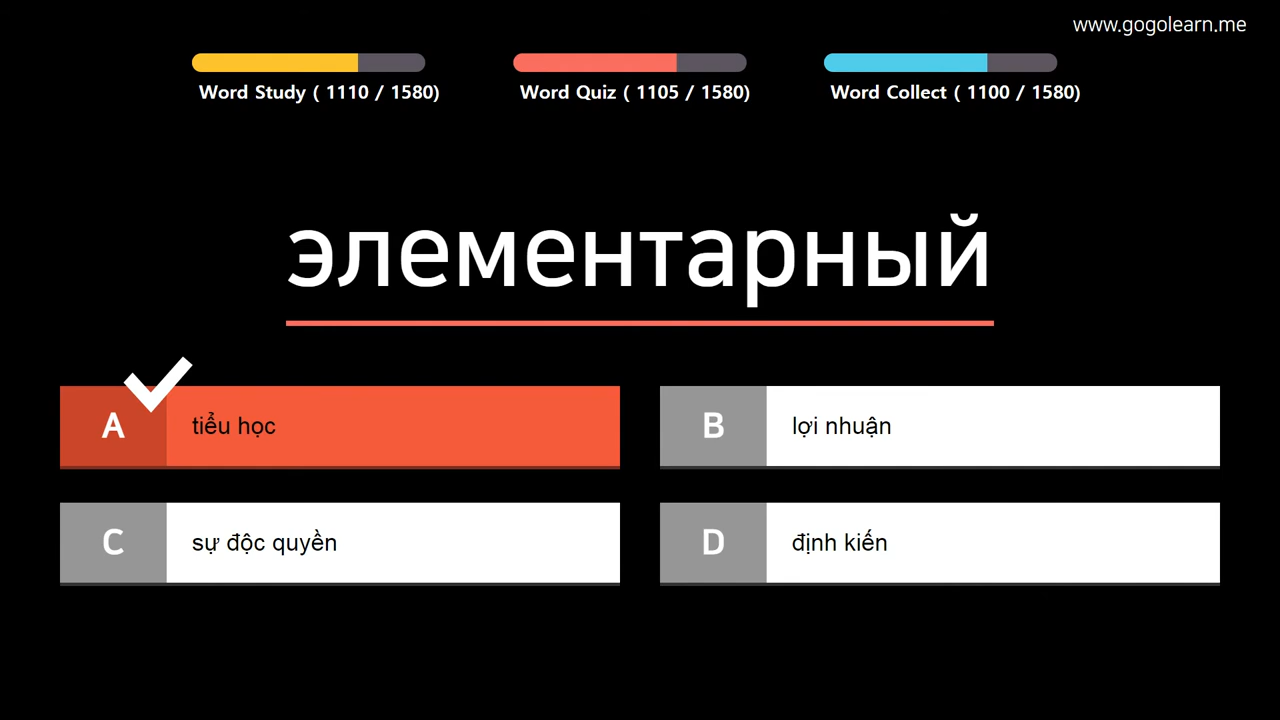 www.gogolearn.me
Word Study ( 1110 / 1580)
Word Quiz ( 1105 / 1580)
Word Collect ( 1100 / 1580)
элементарный
A tiểu học
B lợi nhuận
C sự độc quyền
D định kiến